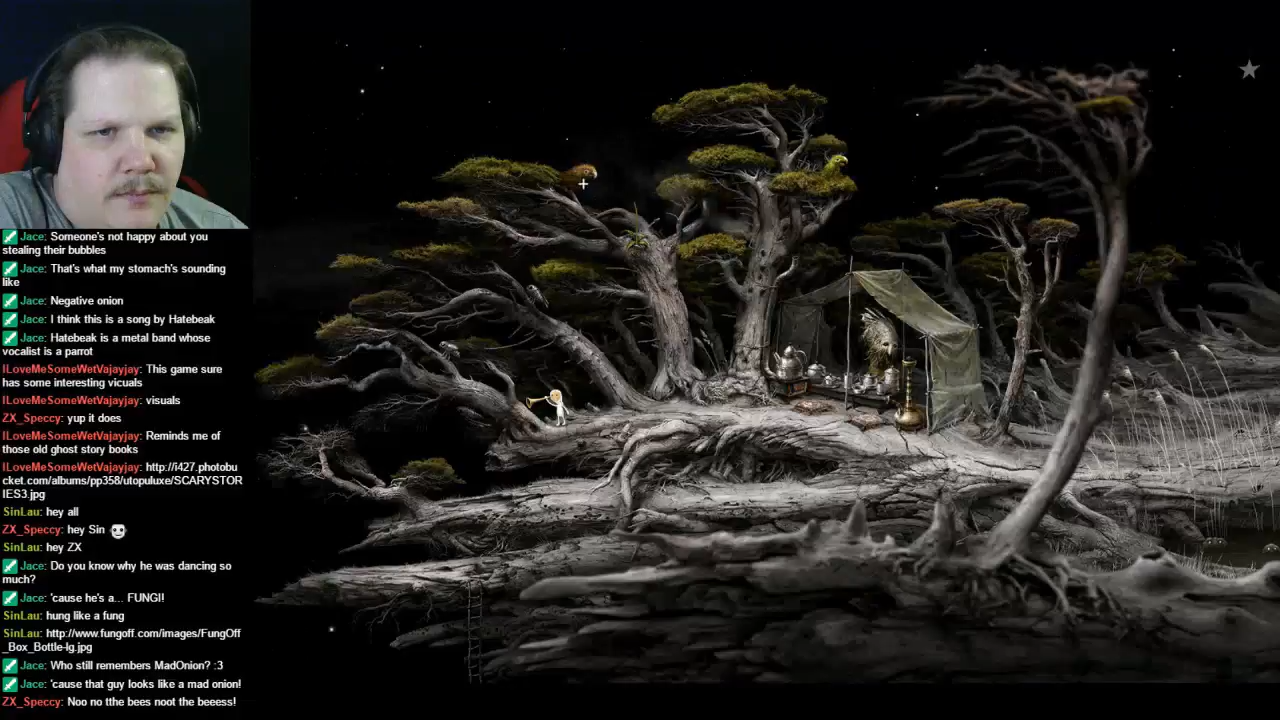 Jace: Someone's not happy about you
stealing their bubbles
Jace: That's what my stomach's sounding
like
Jace: Negative onion
Jace: I think this is a song by Hatebeak
Jace: Hatebeak is a metal band whose
vocalist is a parrot
ILoveMeSomeWetVajayjay: This game sure
has some interesting vicuals
ILoveMeSomeWetVajayjay: visuals
ZX_Speccy: yup it does
ILoveMeSomeWetVajayjay: Reminds me of
those old ghost story books
ILoveMeSomeWetVajayjay: http://i427.photobu
cket.com/albums/pp358/utopuluxe/SCARYSTOR
IES3.jpg
SinLau: hey all
ZX_Speccy: hey Sin
SinLau: hey ZX
Jace: Do you know why he was dancing so
much?
Jace: 'cause he's a... FUNGI!
SinLau: hung like a fung
SinLau: http://www.fungoff.com/images/FungOff
_Box_Bottle-lg.jpg
Jace: Who still remembers MadOnion? :3
Jace: 'cause that guy looks like a mad onion!
ZX_Speccy: Noo no tthe bees noot the beeess!